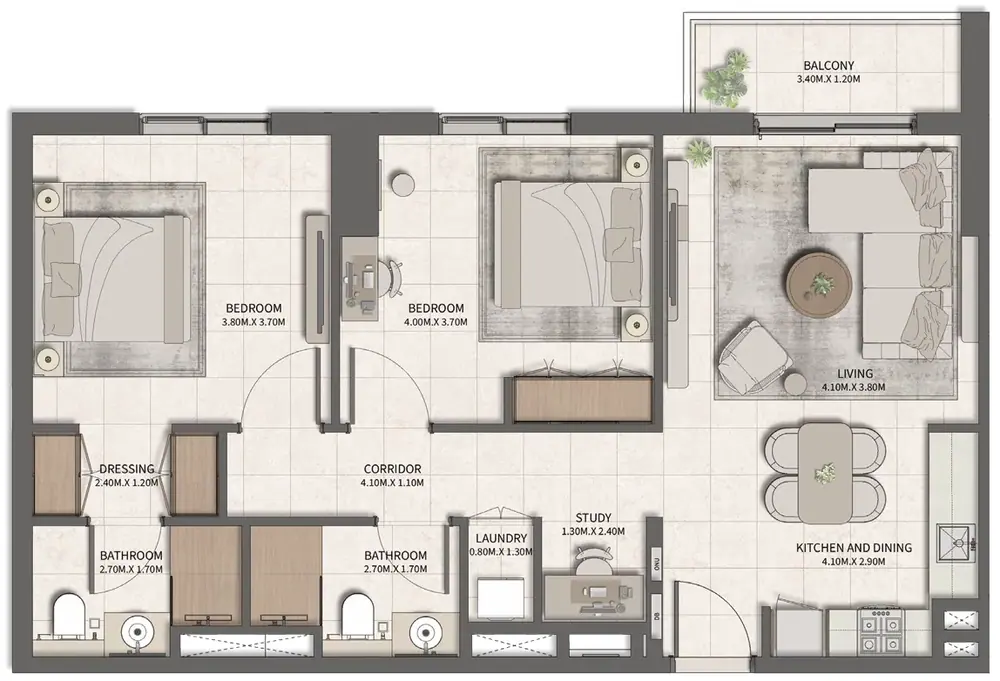 BALCONY
3.40M.X 1.20M
BEDROOM
3.80M.X 3.70M
BEDROOM
4.00M.X 3.70M
LIVING
4.10M.X 3.80M
DRESSING
2.40M.X 1.20M
CORRIDOR
4.10M.X 1.10M
STUDY
1.30M.X 2.40M
LAUNDRY
0.80M.X 1.30M
KITCHEN AND DINING
4.10M.X 2.90M
BATHROOM
2.70M.X 1.70M
BATHROOM
2.70M.X 1.70M
DB